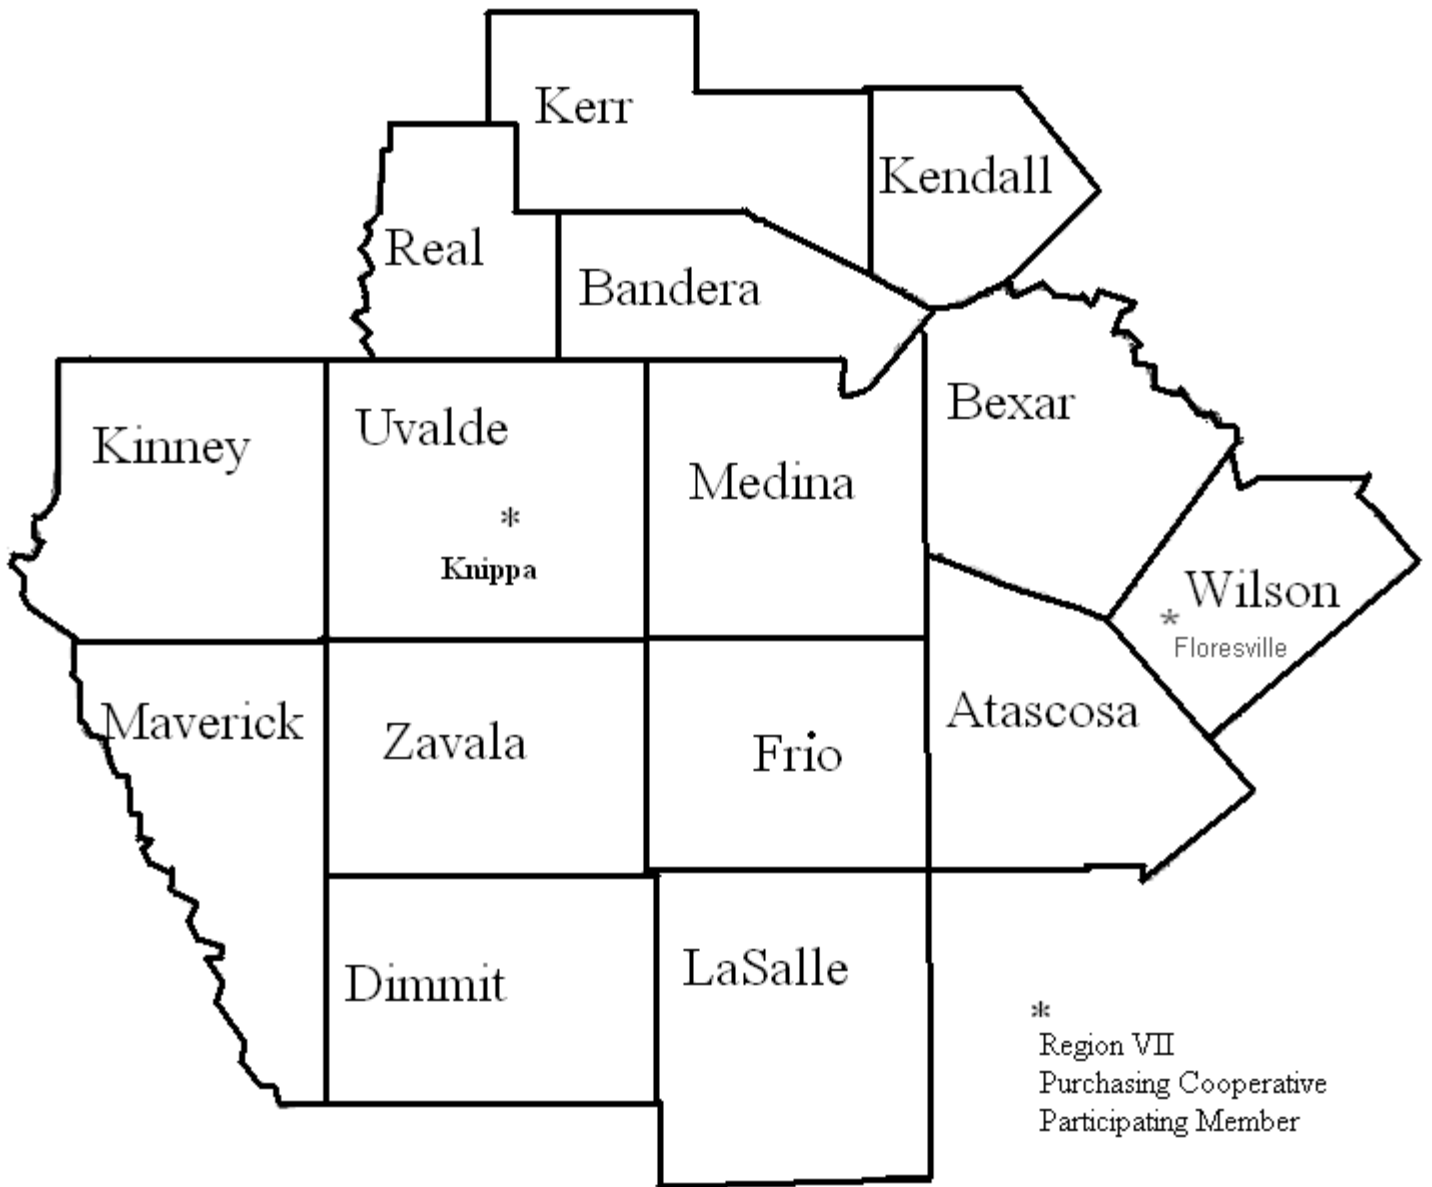 Kerr
Kendall
Real
Bandera
Bexar
Uvalde
Kinney
Medina
*
Knippa
Wilson
*
Floresville
Maverick
Zavala
Frio
Atascosa
Dimmit
LaSalle
*
Region VII
Purchasing Cooperative
Participating Member